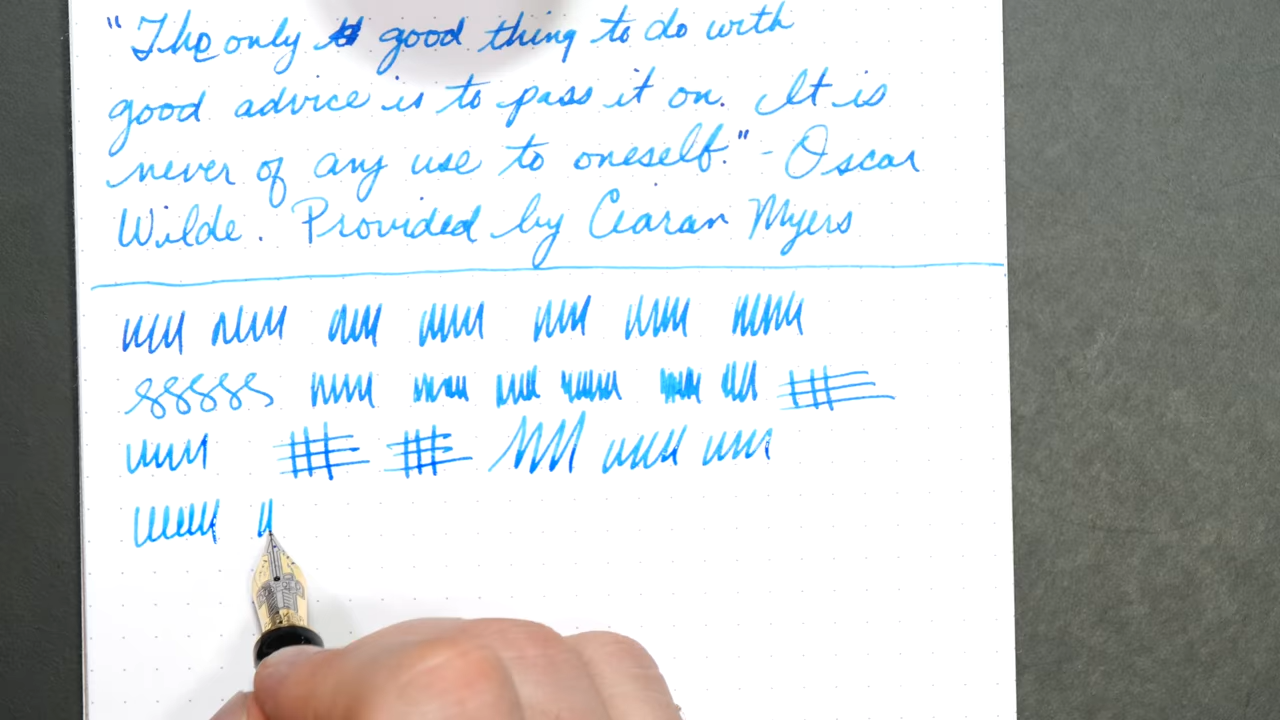 "The only good thing to do with
good advice is to pass it on. It is
never of any use to oneself." - Oscar
Wilde. Provided by Ciaran Myers